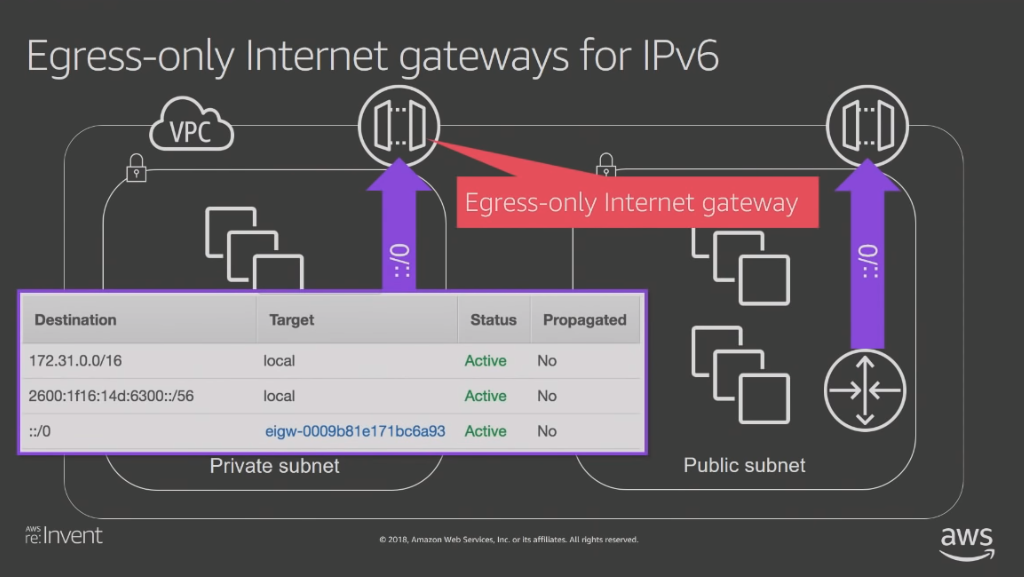 Egress-only Internet gateways for IPv6
VPC
Egress-only Internet gateway
::/0
::/0
Destination Target Status Propagated
172.31.0.0/16 local Active No
2600:1f16:14d:6300::/56 local Active No
::/0 eigw-0009b81e171bc6a93 Active No
Private subnet
Public subnet
AWS
re:Invent
© 2018, Amazon Web Services, Inc. or its affiliates. All rights reserved.
aws